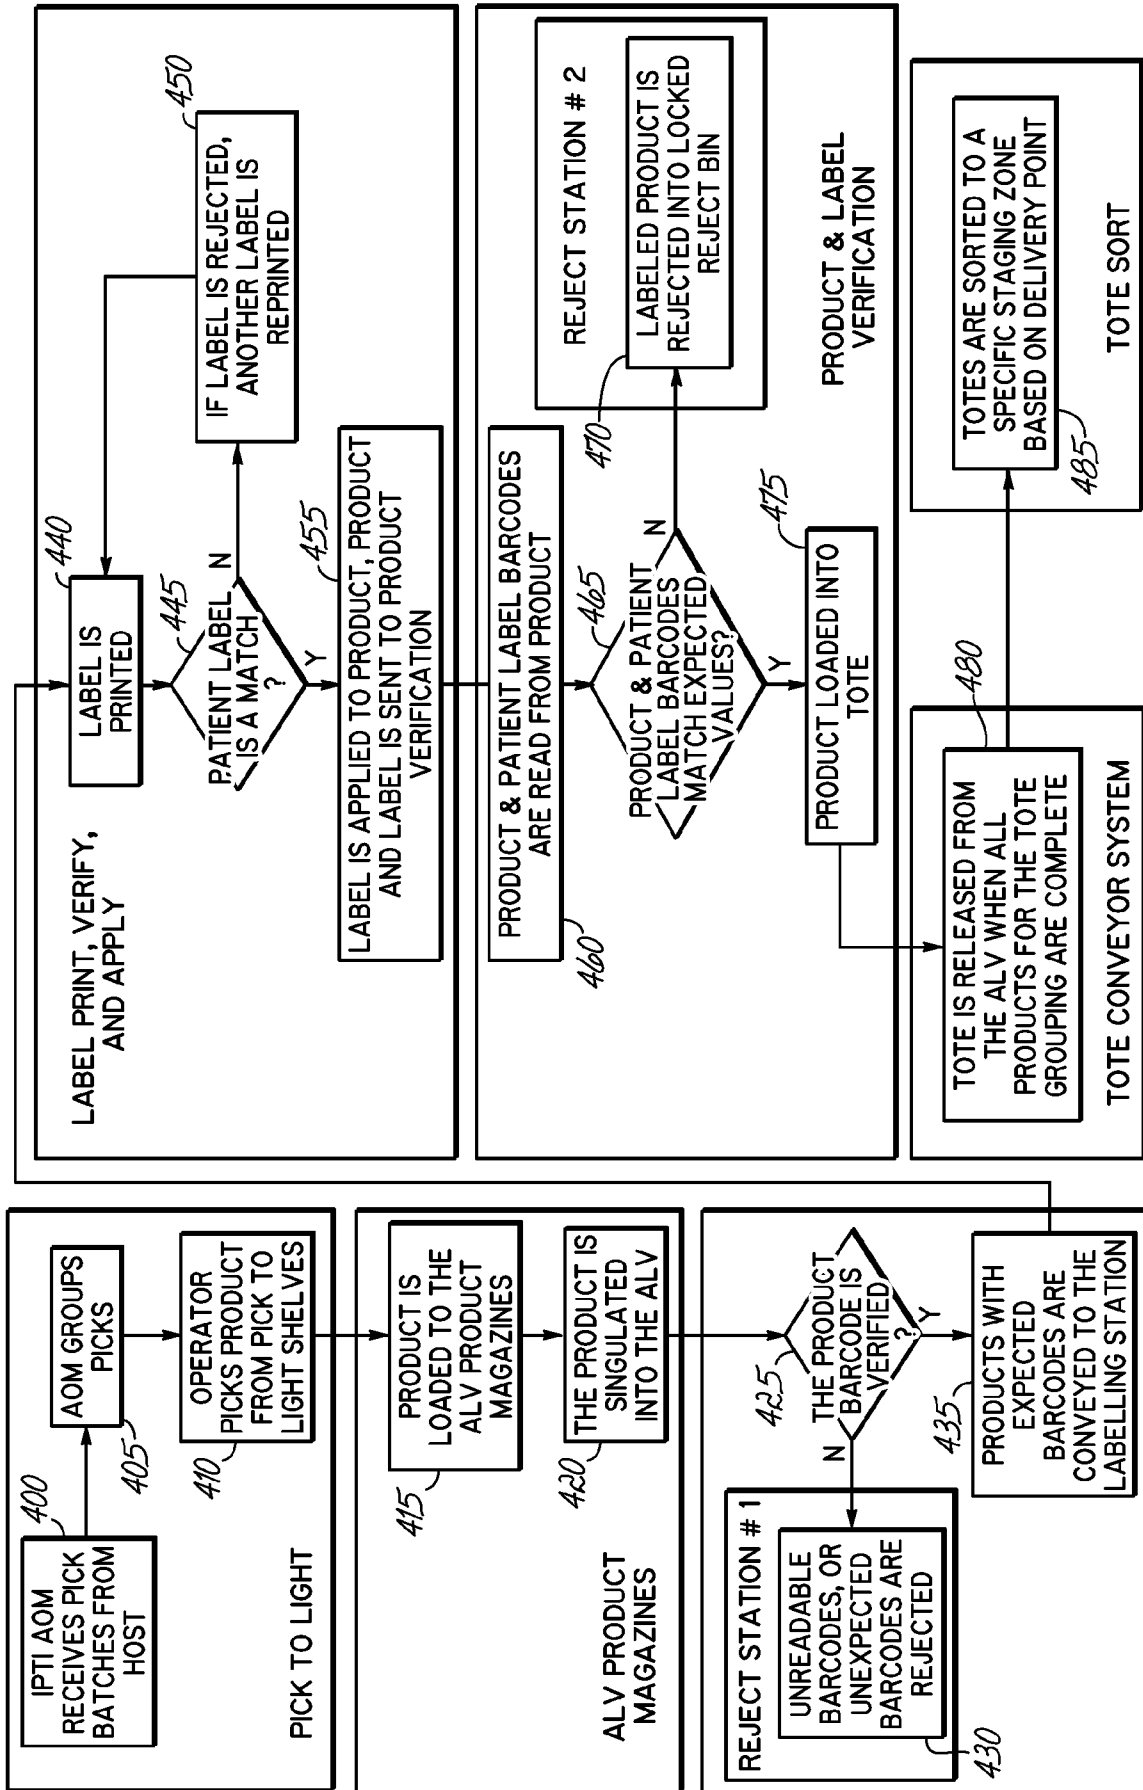 400
IPTI AOM
RECEIVES PICK
BATCHES FROM
HOST
405
AOM GROUPS
PICKS
410
OPERATOR
PICKS PRODUCT
FROM PICK TO
LIGHT SHELVES
PICK TO LIGHT
415
PRODUCT IS
LOADED TO THE
ALV PRODUCT
MAGAZINES
420
THE PRODUCT IS
SINGULATED
INTO THE ALV
ALV PRODUCT
MAGAZINES
425
THE PRODUCT
BARCODE IS
VERIFIED
?
N
Y
REJECT STATION # 1
UNREADABLE
BARCODES, OR
UNEXPECTED
BARCODES ARE
REJECTED
430
435
PRODUCTS WITH
EXPECTED
BARCODES ARE
CONVEYED TO THE
LABELLING STATION
LABEL PRINT, VERIFY,
AND APPLY
440
LABEL IS
PRINTED
445
PATIENT LABEL
IS A MATCH
?
N
Y
450
IF LABEL IS REJECTED,
ANOTHER LABEL IS
REPRINTED
455
LABEL IS APPLIED TO PRODUCT, PRODUCT
AND LABEL IS SENT TO PRODUCT
VERIFICATION
PRODUCT & PATIENT LABEL BARCODES
ARE READ FROM PRODUCT
460
465
PRODUCT & PATIENT
LABEL BARCODES
MATCH EXPECTED
VALUES?
N
Y
REJECT STATION # 2
470
LABELED PRODUCT IS
REJECTED INTO LOCKED
REJECT BIN
475
PRODUCT LOADED INTO
TOTE
PRODUCT & LABEL
VERIFICATION
480
TOTE IS RELEASED FROM
THE ALV WHEN ALL
PRODUCTS FOR THE TOTE
GROUPING ARE COMPLETE
TOTE CONVEYOR SYSTEM
TOTES ARE SORTED TO A
SPECIFIC STAGING ZONE
BASED ON DELIVERY POINT
485
TOTE SORT